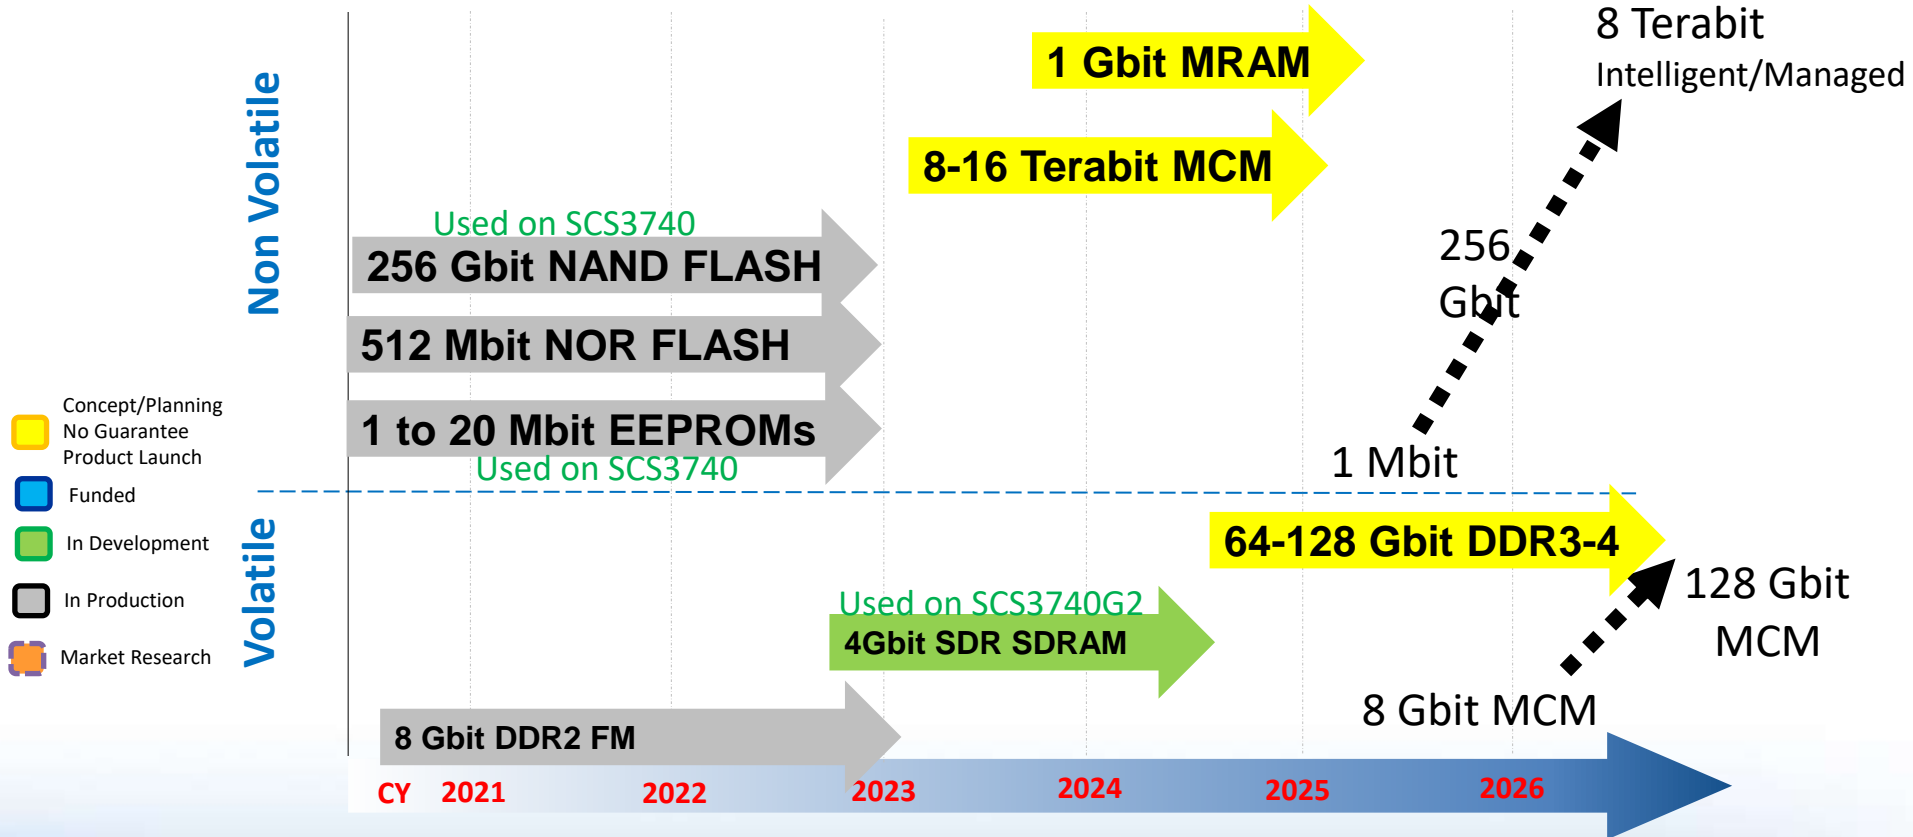 Non Volatile
1 Gbit MRAM
8-16 Terabit MCM
Used on SCS3740
256 Gbit NAND FLASH
512 Mbit NOR FLASH
1 to 20 Mbit EEPROMs
Used on SCS3740
8 Terabit
Intelligent/Managed
256
Gbit
1 Mbit
Concept/Planning
No Guarantee
Product Launch
Funded
In Development
In Production
Market Research
Volatile
64-128 Gbit DDR3-4
Used on SCS3740G2
4Gbit SDR SDRAM
8 Gbit DDR2 FM
128 Gbit
MCM
8 Gbit MCM
CY 2021 2022 2023 2024 2025 2026